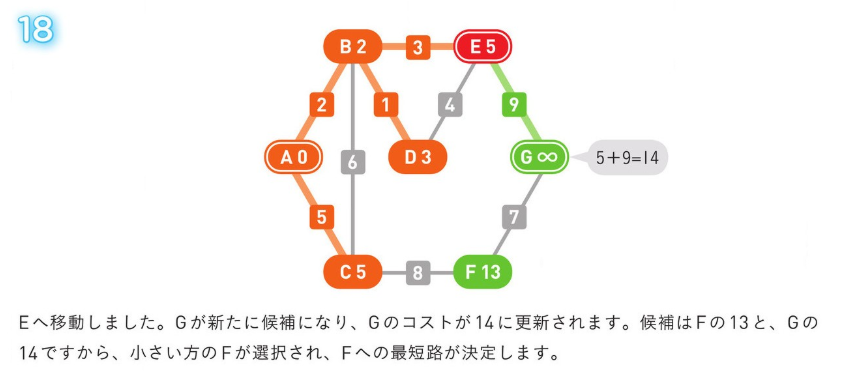 18
B 2
3
E 5
2
1
4
9
A 0
6
D 3
G ∞
5+9=14
5
7
C 5
8
F 13
Eへ移動しました。Gが新たに候補になり、Gのコストが14に更新されます。候補はFの13と、Gの
14ですから、小さい方のFが選択され、Fへの最短路が決定します。